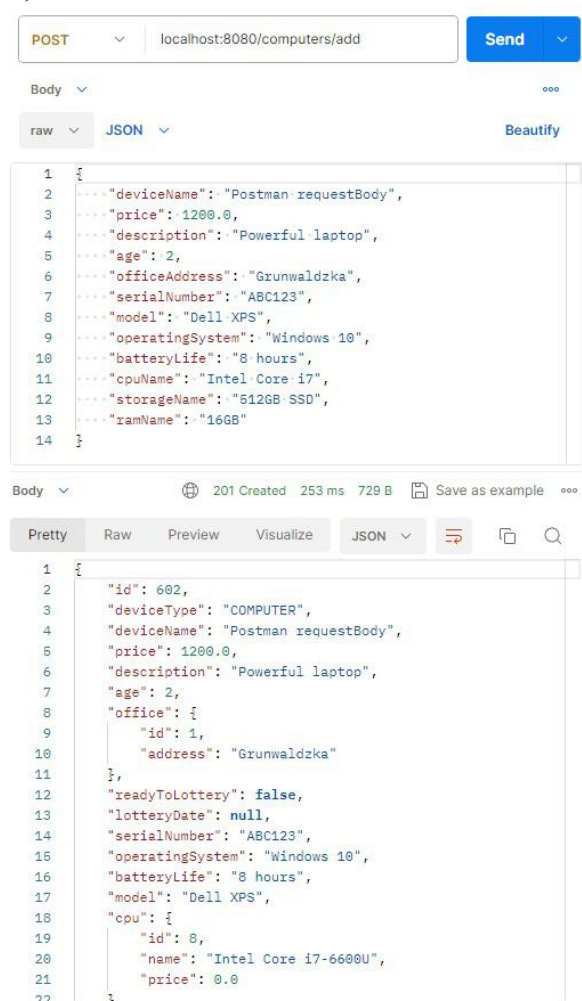 POST localhost:8080/computers/add Send
Body
raw JSON Beautify
1 {
2 "deviceName": "Postman requestBody",
3 "price": 1200.0,
4 "description": "Powerful laptop",
5 "age": 2,
6 "officeAddress": "Grunwaldzka",
7 "serialNumber": "ABC123",
8 "model": "Dell XPS",
9 "operatingSystem": "Windows 10",
10 "batteryLife": "8 hours",
11 "cpuName": "Intel Core i7",
12 "storageName": "512GB SSD",
13 "ramName": "16GB"
14 }
Body 201 Created 253 ms 729 B Save as example
Pretty Raw Preview Visualize JSON
1 {
2 "id": 602,
3 "deviceType": "COMPUTER",
4 "deviceName": "Postman requestBody",
5 "price": 1200.0,
6 "description": "Powerful laptop",
7 "age": 2,
8 "office": {
9 "id": 1,
10 "address": "Grunwaldzka"
11 },
12 "readyToLottery": false,
13 "lotteryDate": null,
14 "serialNumber": "ABC123",
15 "operatingSystem": "Windows 10",
16 "batteryLife": "8 hours",
17 "model": "Dell XPS",
18 "cpu": {
19 "id": 8,
20 "name": "Intel Core i7-6600U",
21 "price": 0.0
22 }